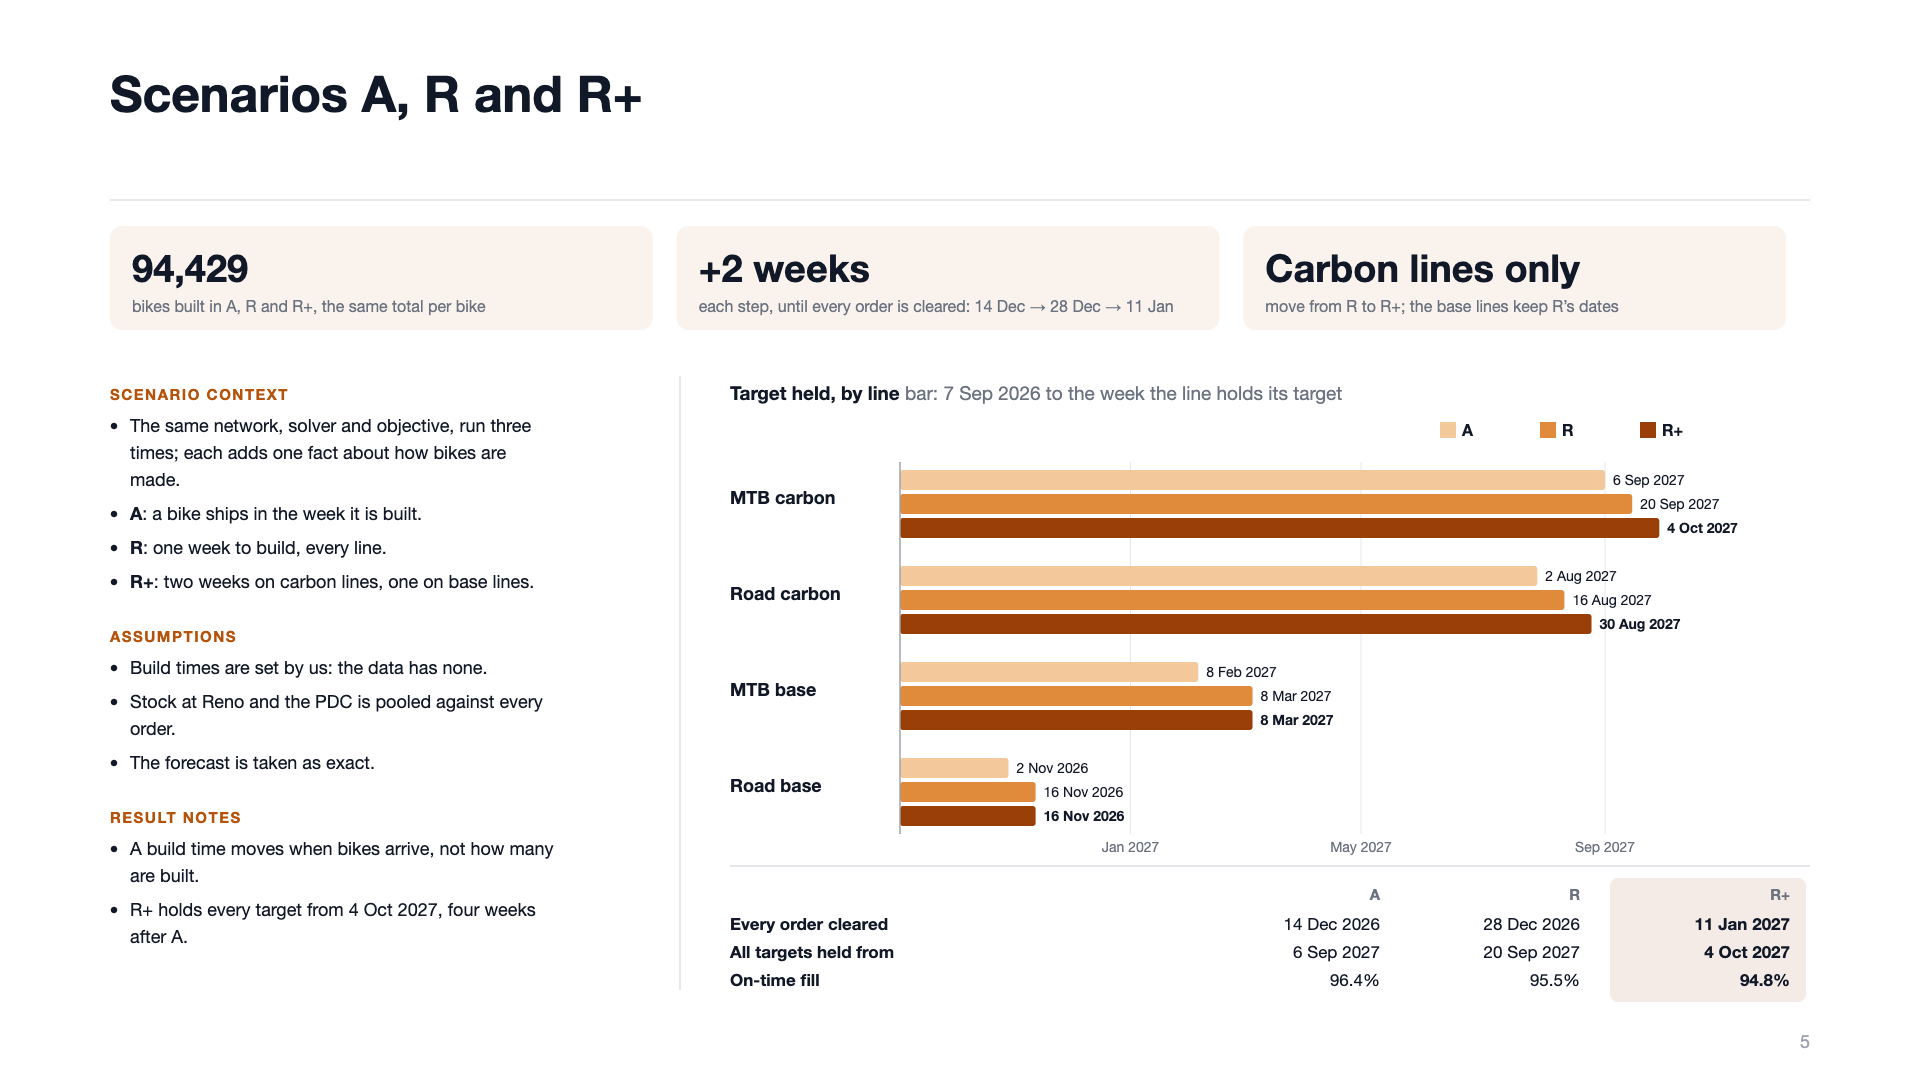 Scenarios A, R and R+
94,429
bikes built in A, R and R+, the same total per bike
+2 weeks
each step, until every order is cleared: 14 Dec → 28 Dec → 11 Jan
Carbon lines only
move from R to R+; the base lines keep R’s dates
SCENARIO CONTEXT
• The same network, solver and objective, run three
times; each adds one fact about how bikes are
made.
• A: a bike ships in the week it is built.
• R: one week to build, every line.
• R+: two weeks on carbon lines, one on base lines.
ASSUMPTIONS
• Build times are set by us: the data has none.
• Stock at Reno and the PDC is pooled against every
order.
• The forecast is taken as exact.
RESULT NOTES
• A build time moves when bikes arrive, not how many
are built.
• R+ holds every target from 4 Oct 2027, four weeks
after A.
Target held, by line bar: 7 Sep 2026 to the week the line holds its target
A R R+
MTB carbon
6 Sep 2027
20 Sep 2027
4 Oct 2027
Road carbon
2 Aug 2027
16 Aug 2027
30 Aug 2027
MTB base
8 Feb 2027
8 Mar 2027
8 Mar 2027
Road base
2 Nov 2026
16 Nov 2026
16 Nov 2026
Jan 2027 May 2027 Sep 2027
A R R+
Every order cleared 14 Dec 2026 28 Dec 2026 11 Jan 2027
All targets held from 6 Sep 2027 20 Sep 2027 4 Oct 2027
On-time fill 96.4% 95.5% 94.8%
5